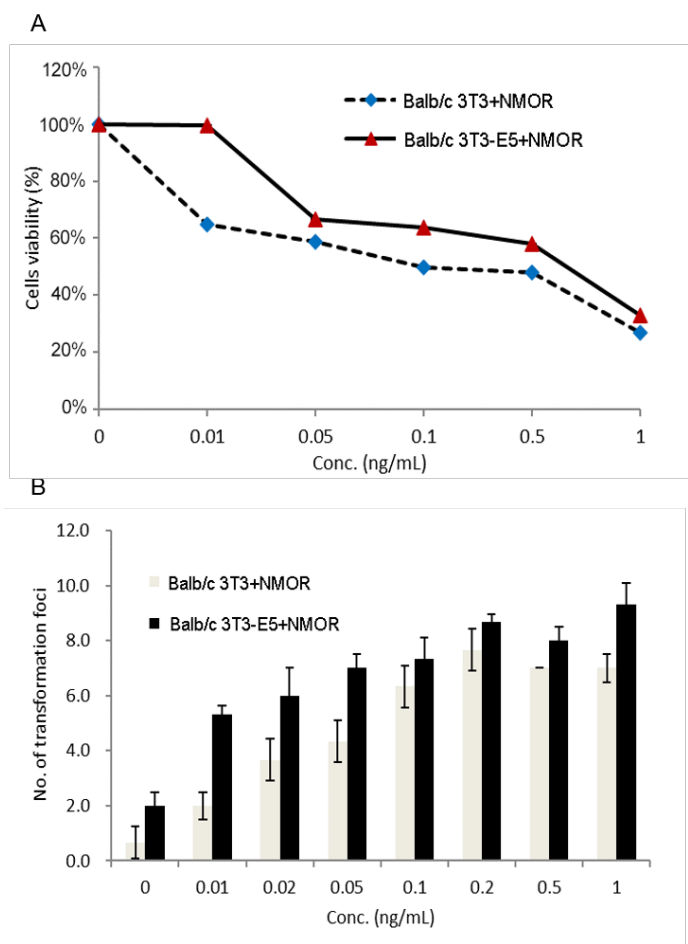 A
120%
100%
80%
60%
40%
20%
0%
Cells viability (%)
Balb/c 3T3+NMOR
Balb/c 3T3-E5+NMOR
0 0.01 0.05 0.1 0.5 1
Conc. (ng/mL)
B
12.0
10.0
8.0
6.0
4.0
2.0
0.0
No. of transformation foci
Balb/c 3T3+NMOR
Balb/c 3T3-E5+NMOR
0 0.01 0.02 0.05 0.1 0.2 0.5 1
Conc. (ng/mL)